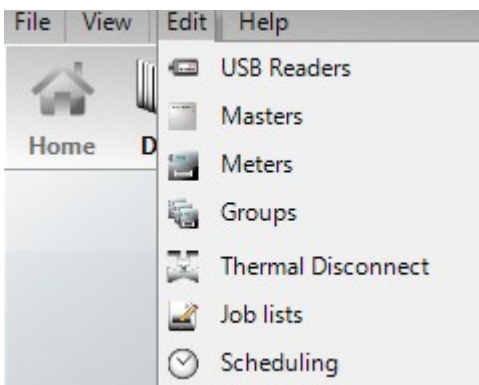 File View Edit Help
USB Readers
Masters
Home D
Meters
Groups
Thermal Disconnect
Job lists
Scheduling